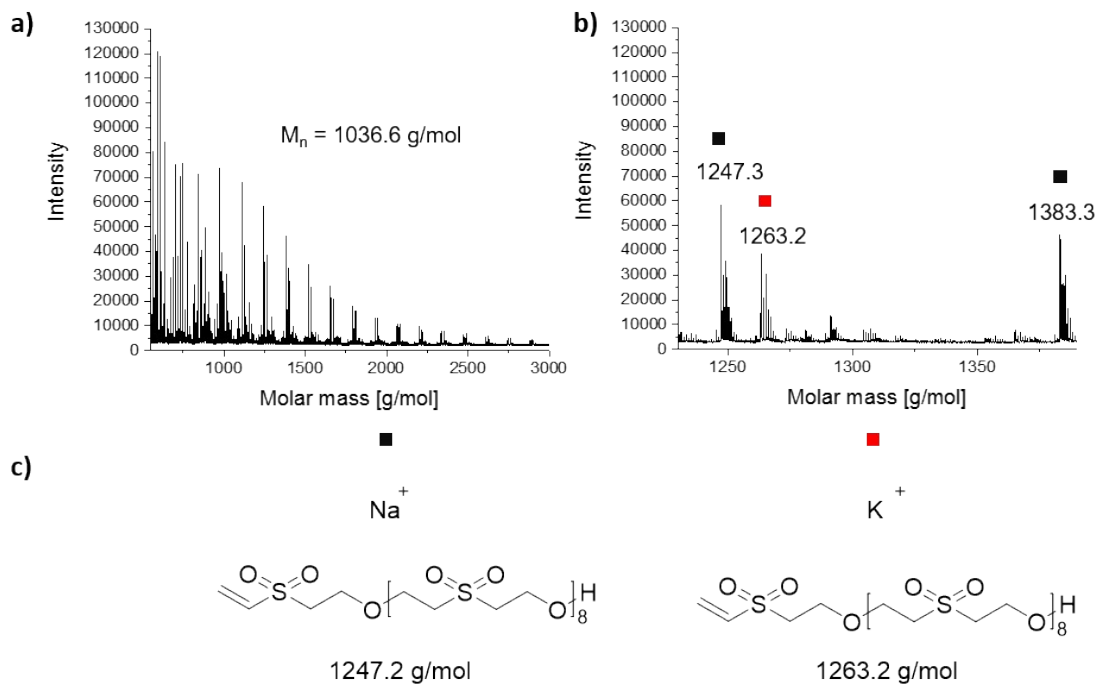 a)
130000
120000
110000
100000
90000
80000
70000
60000
50000
40000
30000
20000
10000
0
Intensity
Mn = 1036.6 g/mol
1000
1500
2000
2500
3000
Molar mass [g/mol]
b)
130000
120000
110000
100000
90000
80000
70000
60000
50000
40000
30000
20000
10000
0
Intensity
1247.3
1263.2
1383.3
1250
1300
1350
Molar mass [g/mol]
c)
Na+
K +
O O
S
O
O O
S
O
H
8
1247.2 g/mol
O O
S
O
O O
S
O
H
8
1263.2 g/mol